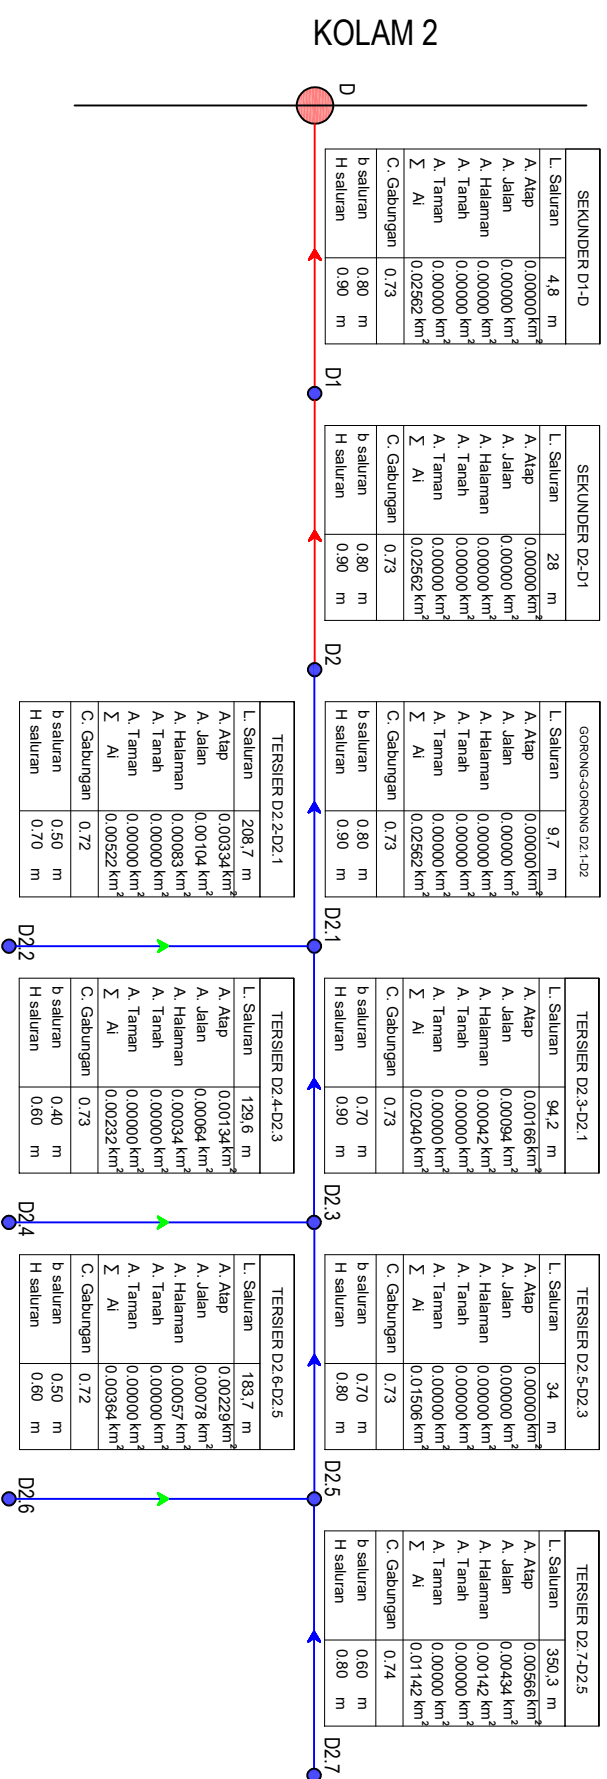 KOLAM 2
D
SEKUNDER D1-D
L. Saluran 4,8 m
A. Atap 0.00000 km²
A. Jalan 0.00000 km²
A. Halaman 0.00000 km²
A. Tanah 0.00000 km²
A. Taman 0.00000 km²
∑ Ai 0.02562 km²
C. Gabungan 0.73
b saluran 0.80 m
H saluran 0.90 m
D1
SEKUNDER D2-D1
L. Saluran 28 m
A. Atap 0.00000 km²
A. Jalan 0.00000 km²
A. Halaman 0.00000 km²
A. Tanah 0.00000 km²
A. Taman 0.00000 km²
∑ Ai 0.02562 km²
C. Gabungan 0.73
b saluran 0.80 m
H saluran 0.90 m
D2
GORONG-GORONG D2.1-D2
L. Saluran 9,7 m
A. Atap 0.00000 km²
A. Jalan 0.00000 km²
A. Halaman 0.00000 km²
A. Tanah 0.00000 km²
A. Taman 0.00000 km²
∑ Ai 0.02562 km²
C. Gabungan 0.73
b saluran 0.80 m
H saluran 0.90 m
TERSIER D2.2-D2.1
L. Saluran 208,7 m
A. Atap 0.00334 km²
A. Jalan 0.00104 km²
A. Halaman 0.00083 km²
A. Tanah 0.00000 km²
A. Taman 0.00000 km²
∑ Ai 0.00522 km²
C. Gabungan 0.72
b saluran 0.50 m
H saluran 0.70 m
D2.1
D2.2
TERSIER D2.3-D2.1
L. Saluran 94,2 m
A. Atap 0.00166 km²
A. Jalan 0.00094 km²
A. Halaman 0.00042 km²
A. Tanah 0.00000 km²
A. Taman 0.00000 km²
∑ Ai 0.02040 km²
C. Gabungan 0.73
b saluran 0.70 m
H saluran 0.90 m
TERSIER D2.4-D2.3
L. Saluran 129,6 m
A. Atap 0.00134 km²
A. Jalan 0.00064 km²
A. Halaman 0.00034 km²
A. Tanah 0.00000 km²
A. Taman 0.00000 km²
∑ Ai 0.00232 km²
C. Gabungan 0.73
b saluran 0.40 m
H saluran 0.60 m
D2.3
D2.4
TERSIER D2.5-D2.3
L. Saluran 34 m
A. Atap 0.00000 km²
A. Jalan 0.00000 km²
A. Halaman 0.00000 km²
A. Tanah 0.00000 km²
A. Taman 0.00000 km²
∑ Ai 0.01506 km²
C. Gabungan 0.73
b saluran 0.70 m
H saluran 0.80 m
TERSIER D2.6-D2.5
L. Saluran 183,7 m
A. Atap 0.00229 km²
A. Jalan 0.00078 km²
A. Halaman 0.00057 km²
A. Tanah 0.00000 km²
A. Taman 0.00000 km²
∑ Ai 0.00364 km²
C. Gabungan 0.72
b saluran 0.50 m
H saluran 0.60 m
D2.5
D2.6
TERSIER D2.7-D2.5
L. Saluran 350,3 m
A. Atap 0.00566 km²
A. Jalan 0.00434 km²
A. Halaman 0.00142 km²
A. Tanah 0.00000 km²
A. Taman 0.00000 km²
∑ Ai 0.01142 km²
C. Gabungan 0.74
b saluran 0.60 m
H saluran 0.80 m
D2.7